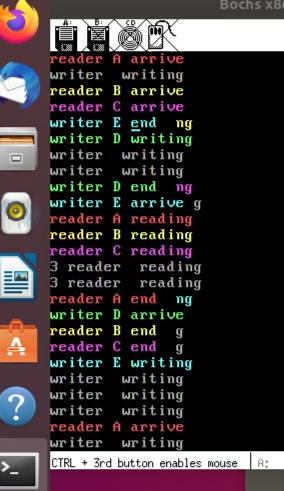 Bochs x86
A: B: CD
reader A arrive
writer  writing
reader B arrive
reader C arrive
writer E end  ng
writer D writing
writer  writing
writer  writing
writer D end  ng
writer E arrive g
reader A reading
reader B reading
reader C reading
3 reader  reading
3 reader  reading
reader A end  ng
writer D arrive
reader B end  g
reader C end  g
writer E writing
writer  writing
writer  writing
writer  writing
reader A arrive
writer  writing
CTRL + 3rd button enables mouse A: